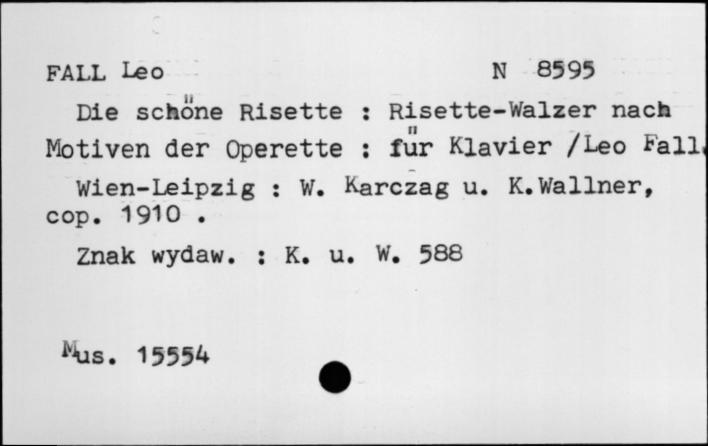 FALL Leo N 8595
Die schöne Risette : Risette-Walzer nach
Motiven der Operette : für Klavier /Leo Fall.
Wien-Leipzig : W. Karczag u. K.Wallner,
cop. 1910 .
Znak wydaw. : K. u. W. 588
Mus. 15554